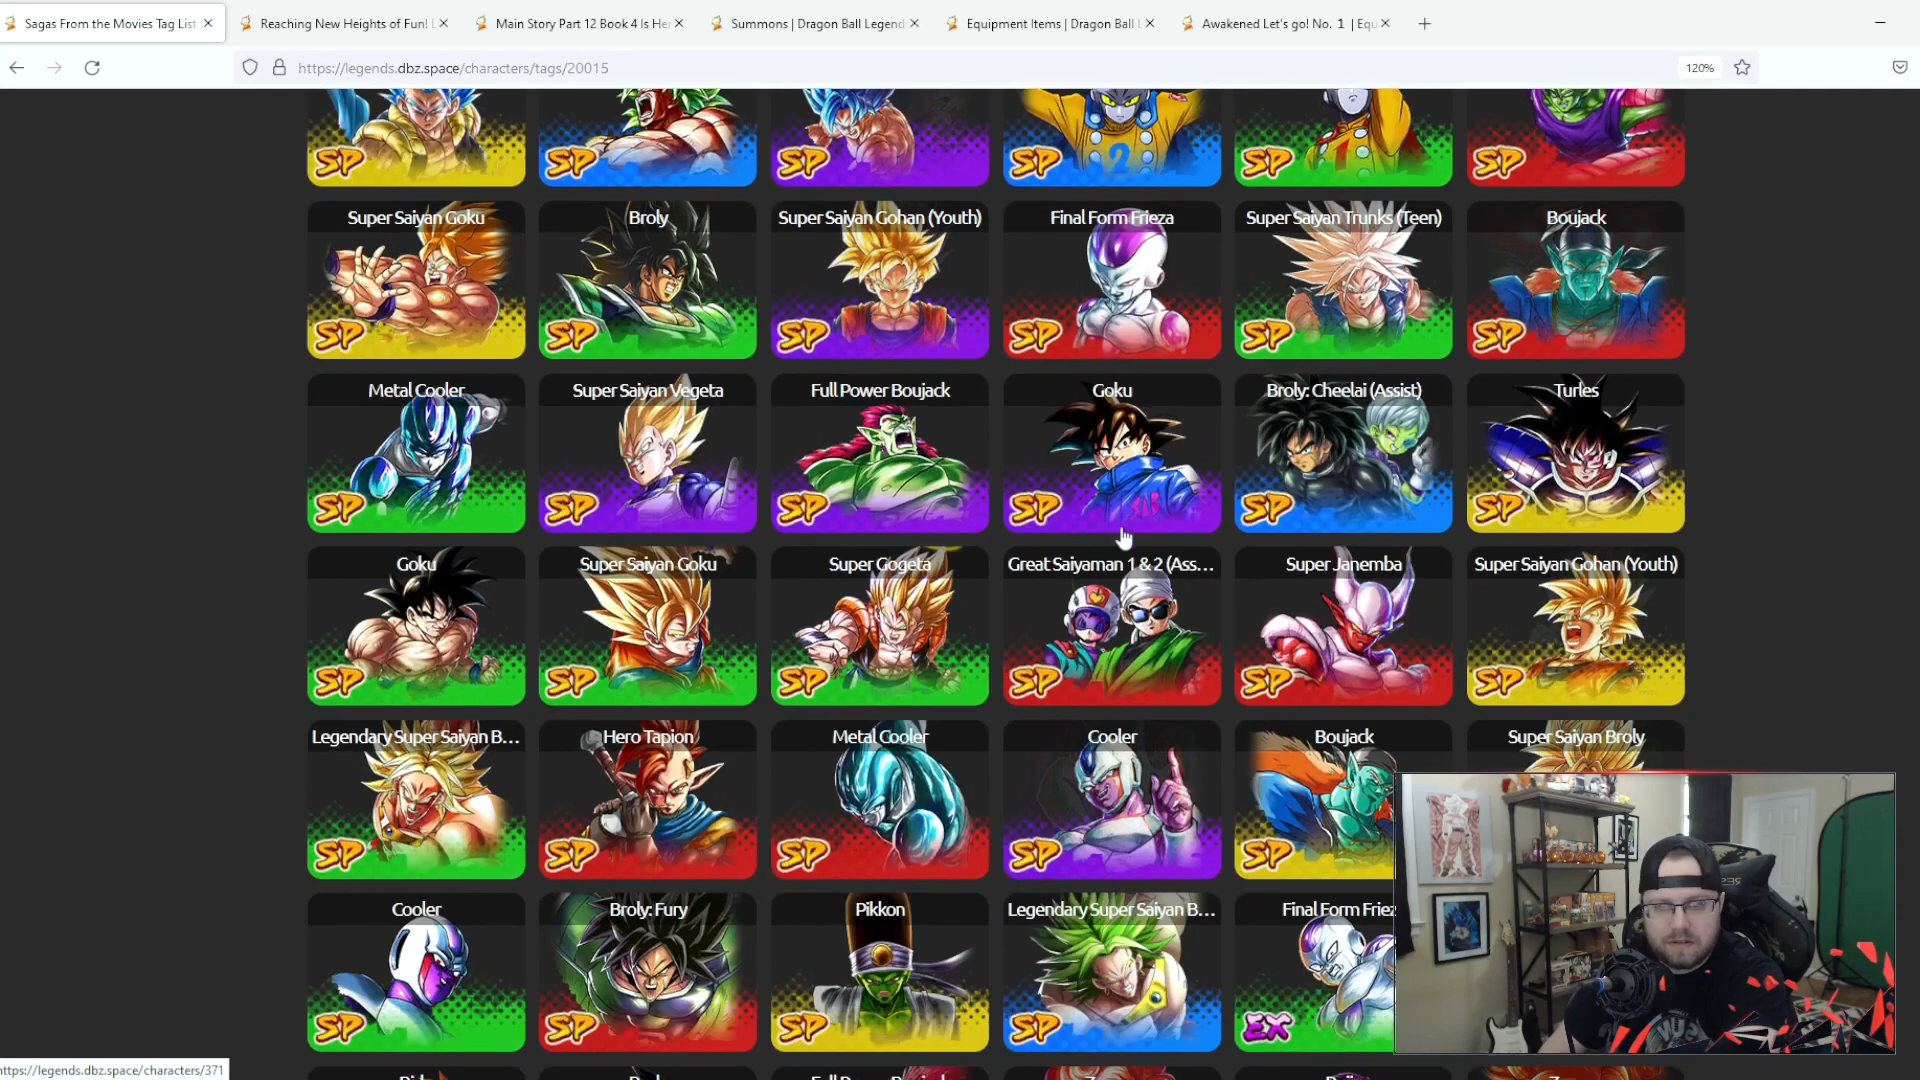 Sagas From the Movies Tag List
Reaching New Heights of Fun!
Main Story Part 12 Book 4 Is He
Summons | Dragon Ball Legend
Equipment Items | Dragon Ball
Awakened Let's go! No. 1 | Equ
https://legends.dbz.space/characters/tags/20015
120%
SP SP SP SP SP SP
Super Saiyan Goku Broly Super Saiyan Gohan (Youth) Final Form Frieza Super Saiyan Trunks (Teen) Boujack
SP SP SP SP SP SP
Metal Cooler Super Saiyan Vegeta Full Power Boujack Goku Broly: Cheelai (Assist) Turles
SP SP SP SP SP SP
Goku Super Saiyan Goku Super Gogeta Great Saiyaman 1 & 2 (Ass... Super Janemba Super Saiyan Gohan (Youth)
SP SP SP SP SP SP
Legendary Super Saiyan B... Hero Tapion Metal Cooler Cooler Boujack Super Saiyan Broly
SP SP SP SP SP
Cooler Broly: Fury Pikkon Legendary Super Saiyan B... Final Form Friez
SP SP SP SP EX
https://legends.dbz.space/characters/371